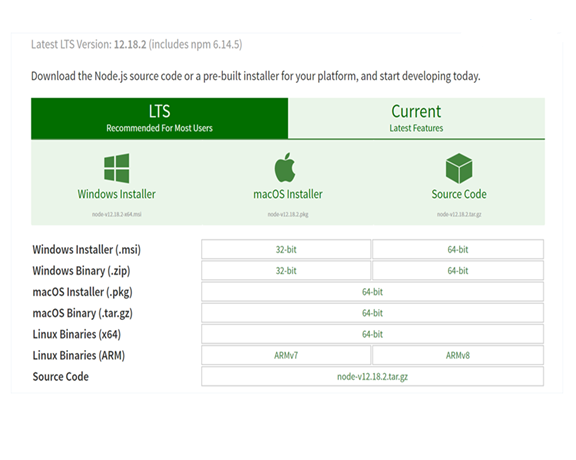 Latest LTS Version: 12.18.2 (includes npm 6.14.5)
Download the Node.js source code or a pre-built installer for your platform, and start developing today.
LTS Current
Recommended For Most Users Latest Features
Windows Installer macOS Installer Source Code
node-v12.18.2-x64.msi node-v12.18.2.pkg node-v12.18.2.tar.gz
Windows Installer (.msi) 32-bit 64-bit
Windows Binary (.zip) 32-bit 64-bit
macOS Installer (.pkg) 64-bit
macOS Binary (.tar.gz) 64-bit
Linux Binaries (x64) 64-bit
Linux Binaries (ARM) ARMv7 ARMv8
Source Code node-v12.18.2.tar.gz